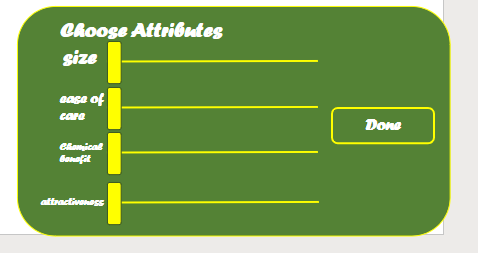 Choose Attributes
size
ease of
care
Chemical
benefit
attractiveness
Done